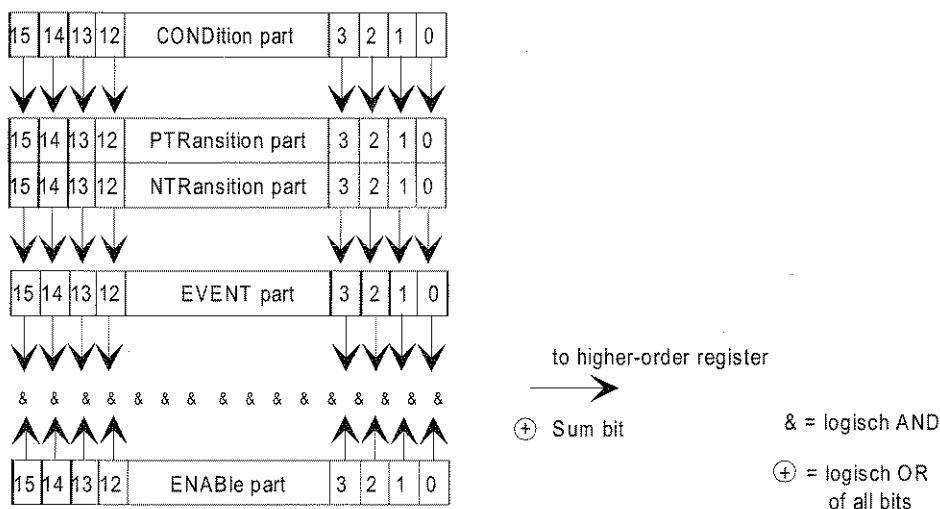 15 14 13 12 CONDition part 3 2 1 0
15 14 13 12 PTRansition part 3 2 1 0
15 14 13 12 NTRansition part 3 2 1 0
15 14 13 12 EVENT part 3 2 1 0
to higher-order register
& & & & & & & & & & & & & & & &
⊕ Sum bit
& = logisch AND
15 14 13 12 ENABle part 3 2 1 0
⊕ = logisch OR
of all bits